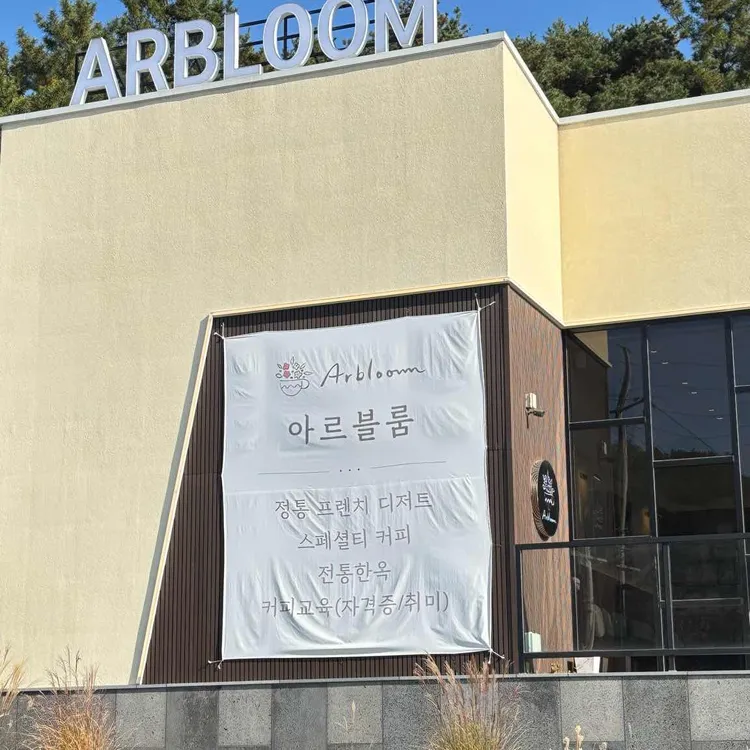 ARBLOOM
Arbloom
아르블룸
정통 프렌치 디저트
스페셜티 커피
전통한옥
커피교육(자격증/취미)
Arbloom